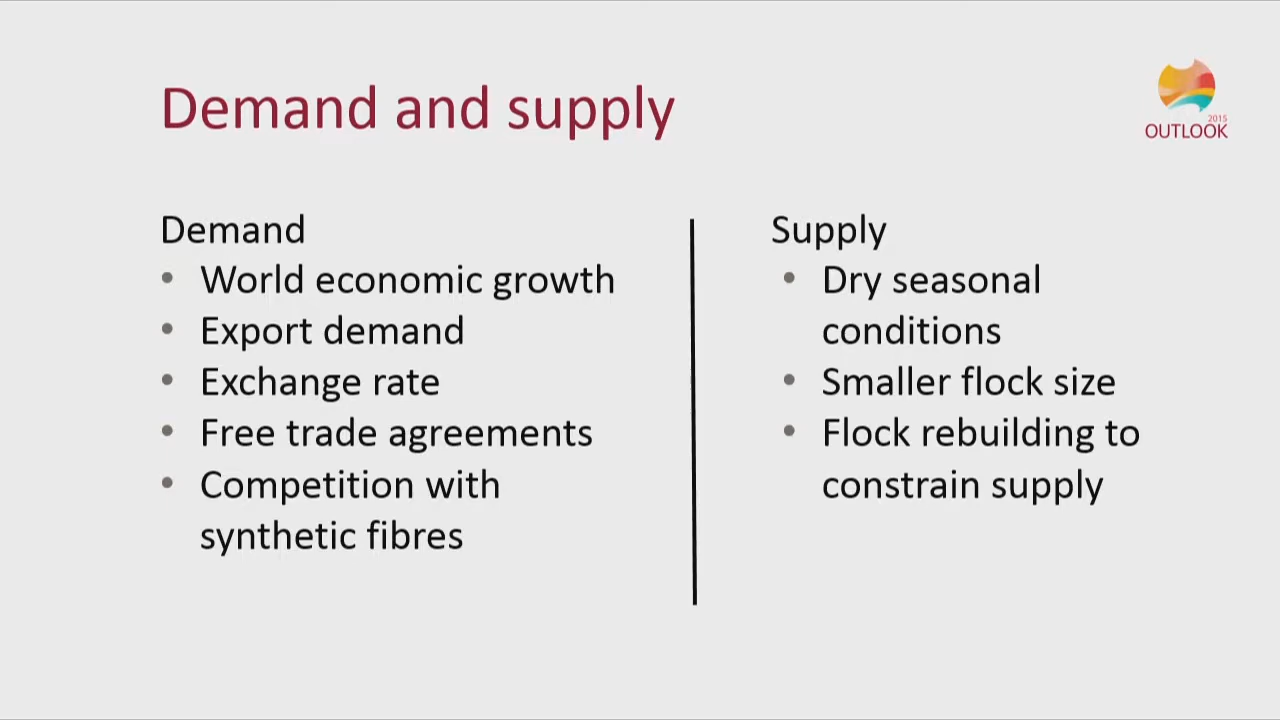 Demand and supply
2015
OUTLOOK
Demand
• World economic growth
• Export demand
• Exchange rate
• Free trade agreements
• Competition with
synthetic fibres
Supply
• Dry seasonal
conditions
• Smaller flock size
• Flock rebuilding to
constrain supply